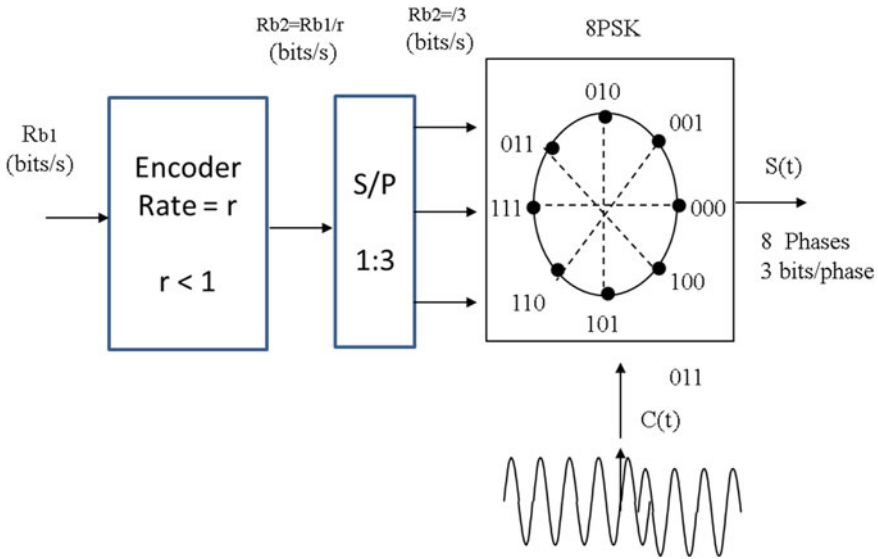 Rb2=Rb1/r
(bits/s)
Rb2=/3
(bits/s)
8PSK
Rb1
(bits/s)
Encoder
Rate = r
r < 1
S/P
1:3
010
011
001
111
000
110
100
101
S(t)
8 Phases
3 bits/phase
011
C(t)